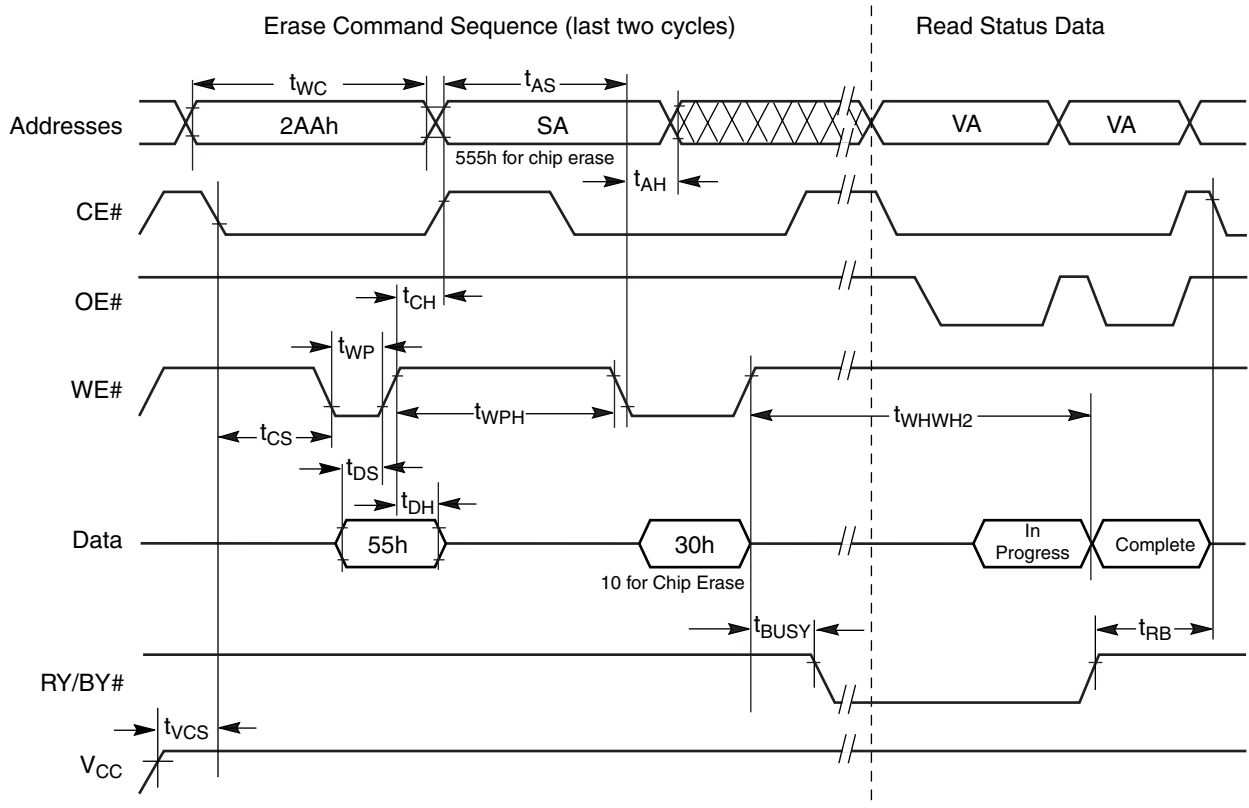 Erase Command Sequence (last two cycles)
Read Status Data
tWC
tAS
Addresses
2AAh
SA
VA
VA
555h for chip erase
tAH
CE#
OE#
tCH
tWP
WE#
tWPH
tWHWH2
tCS
tDS
tDH
Data
55h
30h
In
Progress
Complete
10 for Chip Erase
tBUSY
tRB
RY/BY#
tVCS
VCC